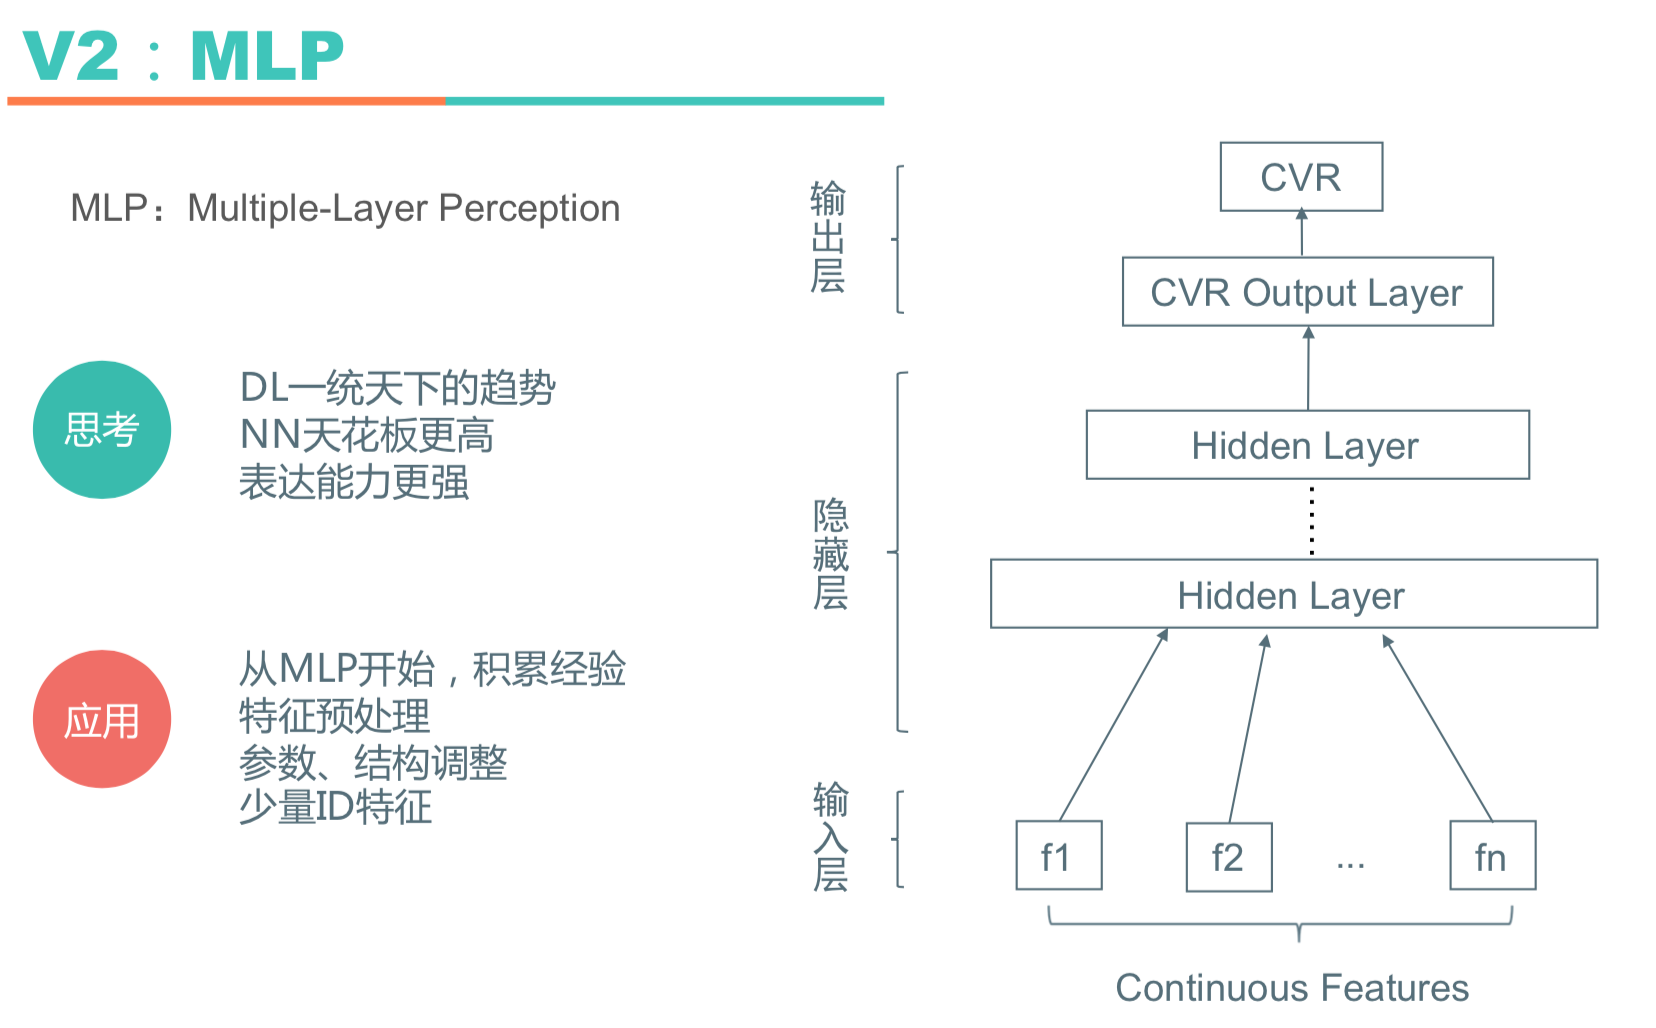 V2：MLP
MLP：Multiple-Layer Perception
思考
DL一统天下的趋势
NN天花板更高
表达能力更强
应用
从MLP开始，积累经验
特征预处理
参数、结构调整
少量ID特征
输出层
CVR
CVR Output Layer
隐藏层
Hidden Layer
Hidden Layer
输入层
f1
f2
...
fn
Continuous Features